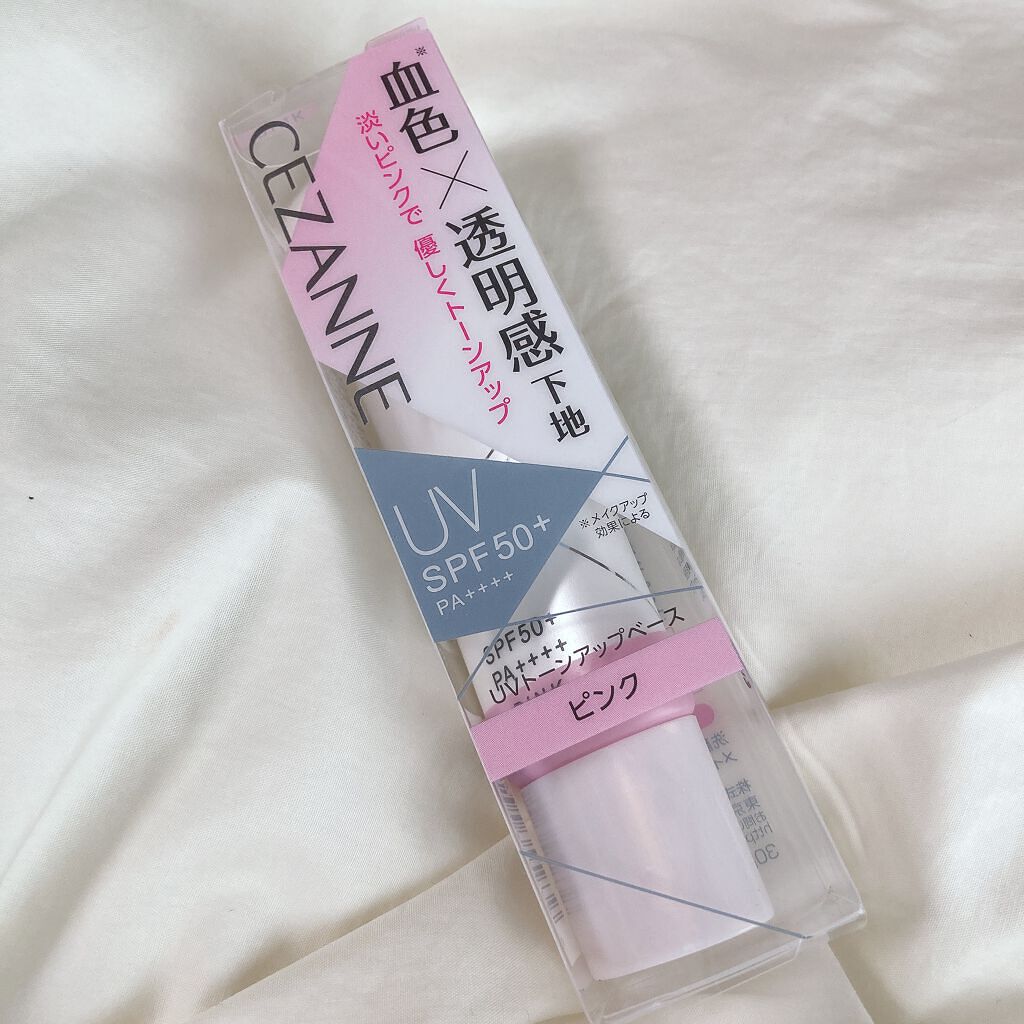 ※血色×透明感下地
淡いピンクで 優しくトーンアップ
CEZANNE
UV
SPF50+
PA++++
※メイクアップ
効果による
SPF50+
PA++++
UVトーンアップベース
ピンク